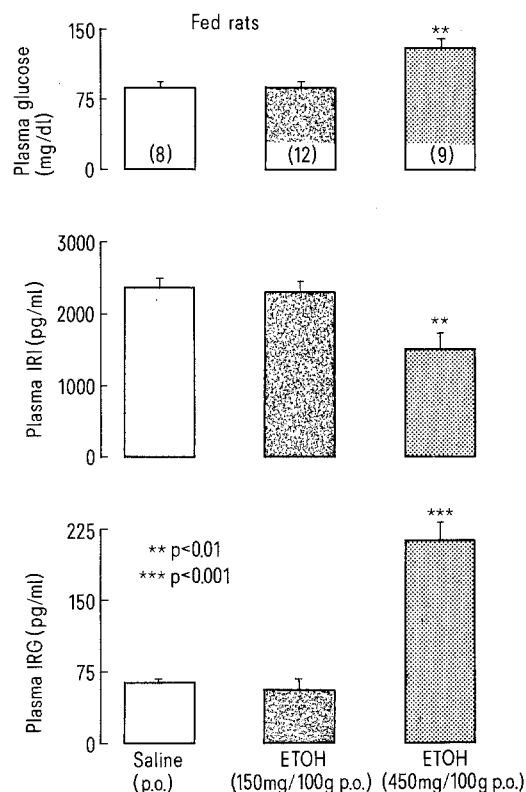 Fed rats
Plasma glucose
(mg/dl)
150
75
0
**
(8)
(12)
(9)
Plasma IRI (pg/ml)
3000
2000
1000
0
**
Plasma IRG (pg/ml)
225
150
75
0
***
** p<0.01
*** p<0.001
Saline
(p.o.)
ETOH
(150mg/100g p.o.)
ETOH
(450mg/100g p.o.)